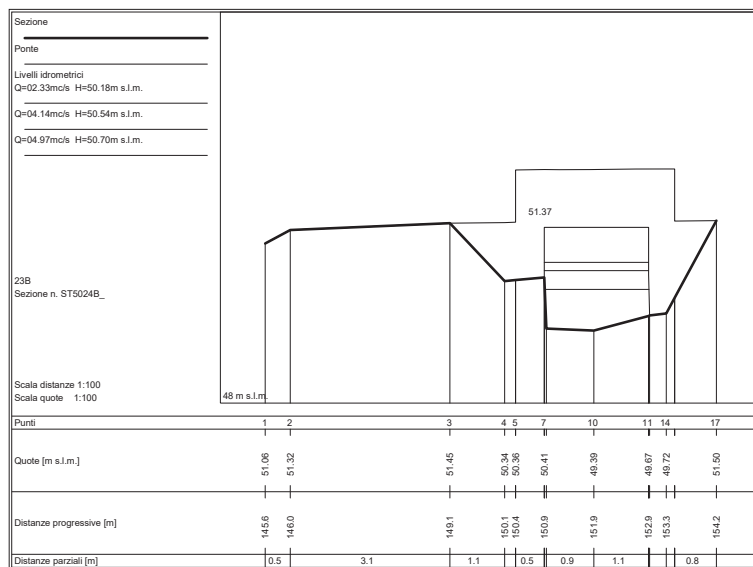 Sezione
Ponte
Livelli idrometrici
Q=02.33mc/s H=50.18m s.l.m.
Q=04.14mc/s H=50.54m s.l.m.
Q=04.97mc/s H=50.70m s.l.m.
51.37
23B
Sezione n. ST5024B_
Scala distanze 1:100
Scala quote 1:100
48 m s.l.m.
Punti 1 2 3 4 5 7 10 11 14 17
Quote [m s.l.m.] 51.06 51.32 51.45 50.34 50.36 50.41 49.39 49.67 49.72 51.50
Distanze progressive [m] 145.6 146.0 149.1 150.1 150.4 150.9 151.9 152.9 153.3 154.2
Distanze parziali [m] 0.5 3.1 1.1 0.5 0.9 1.1 0.8